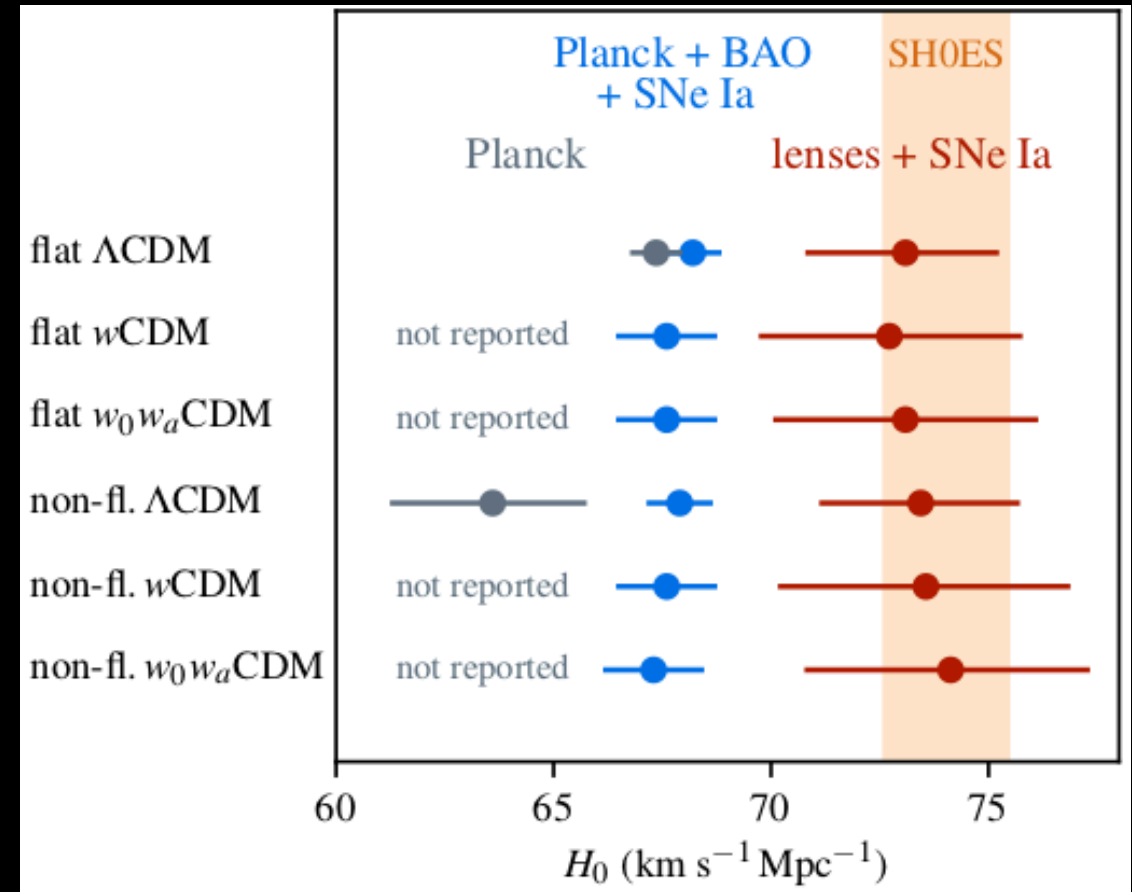 Planck + BAO
+ SNe Ia
SH0ES
Planck
lenses + SNe Ia
flat ΛCDM
flat wCDM
not reported
flat w₀wₐCDM
not reported
non-fl. ΛCDM
non-fl. wCDM
not reported
non-fl. w₀wₐCDM
not reported
60 65 70 75
H₀ (km s⁻¹ Mpc⁻¹)